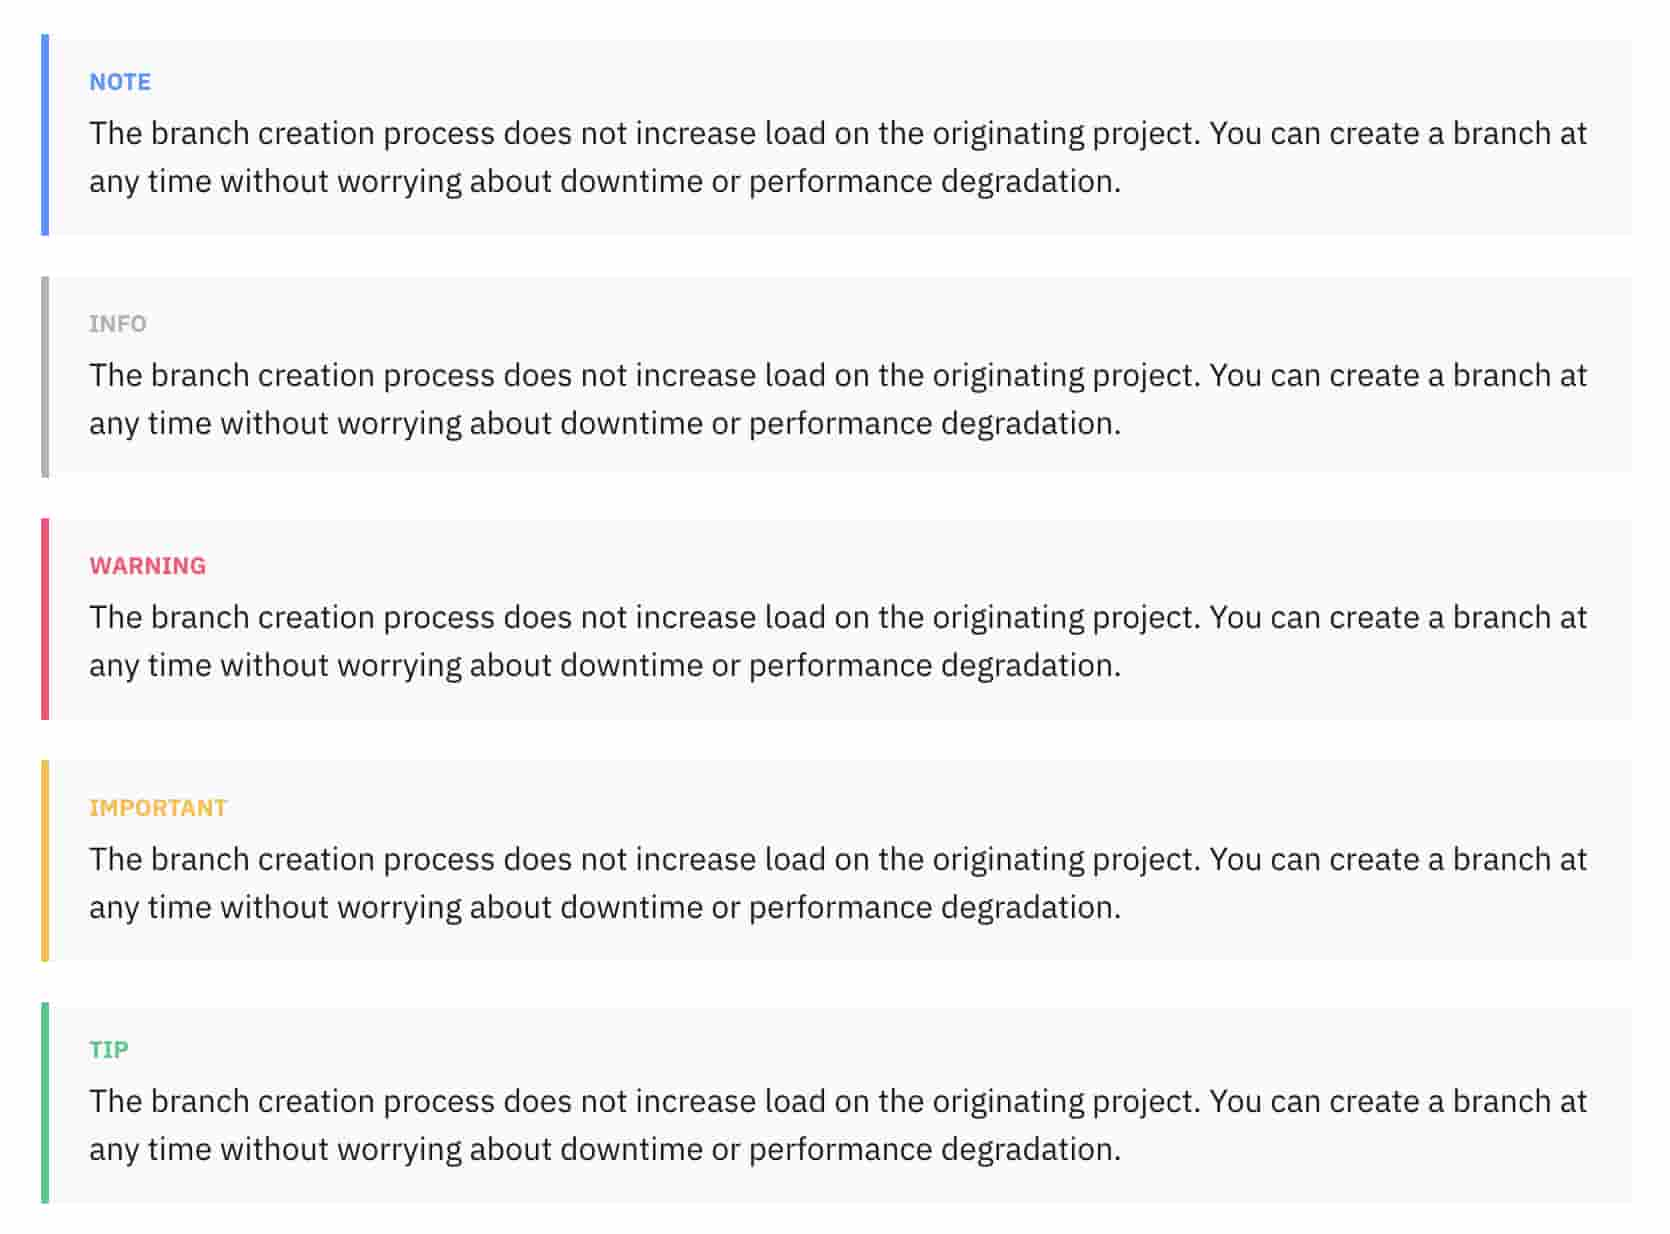 NOTE
The branch creation process does not increase load on the originating project. You can create a branch at
any time without worrying about downtime or performance degradation.
INFO
The branch creation process does not increase load on the originating project. You can create a branch at
any time without worrying about downtime or performance degradation.
WARNING
The branch creation process does not increase load on the originating project. You can create a branch at
any time without worrying about downtime or performance degradation.
IMPORTANT
The branch creation process does not increase load on the originating project. You can create a branch at
any time without worrying about downtime or performance degradation.
TIP
The branch creation process does not increase load on the originating project. You can create a branch at
any time without worrying about downtime or performance degradation.